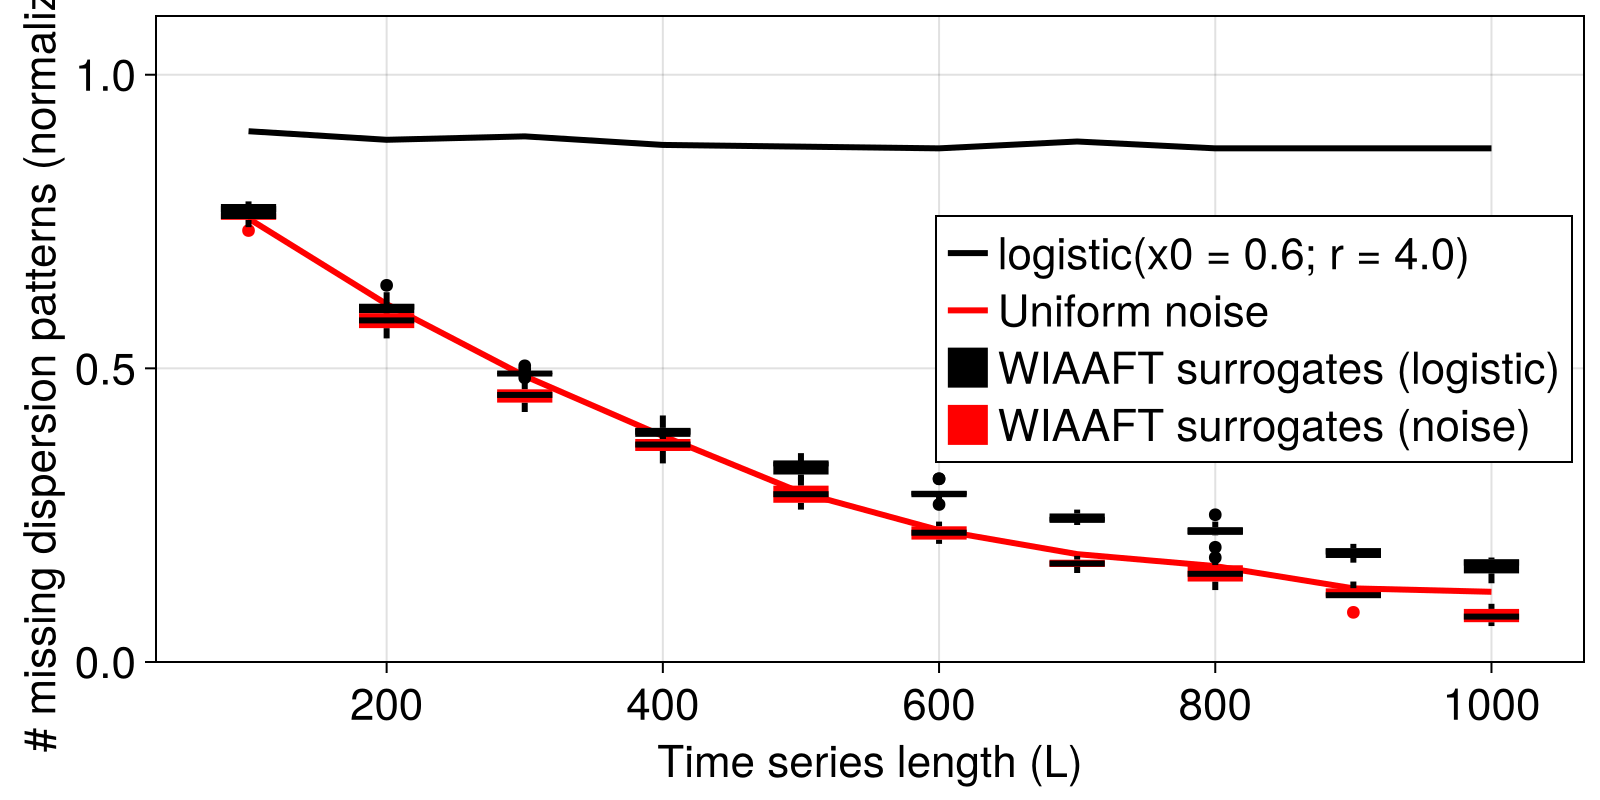 # missing dispersion patterns (normaliz
1.0
0.5
0.0
200
400
600
800
1000
Time series length (L)
logistic(x0 = 0.6; r = 4.0)
Uniform noise
WIAAFT surrogates (logistic)
WIAAFT surrogates (noise)